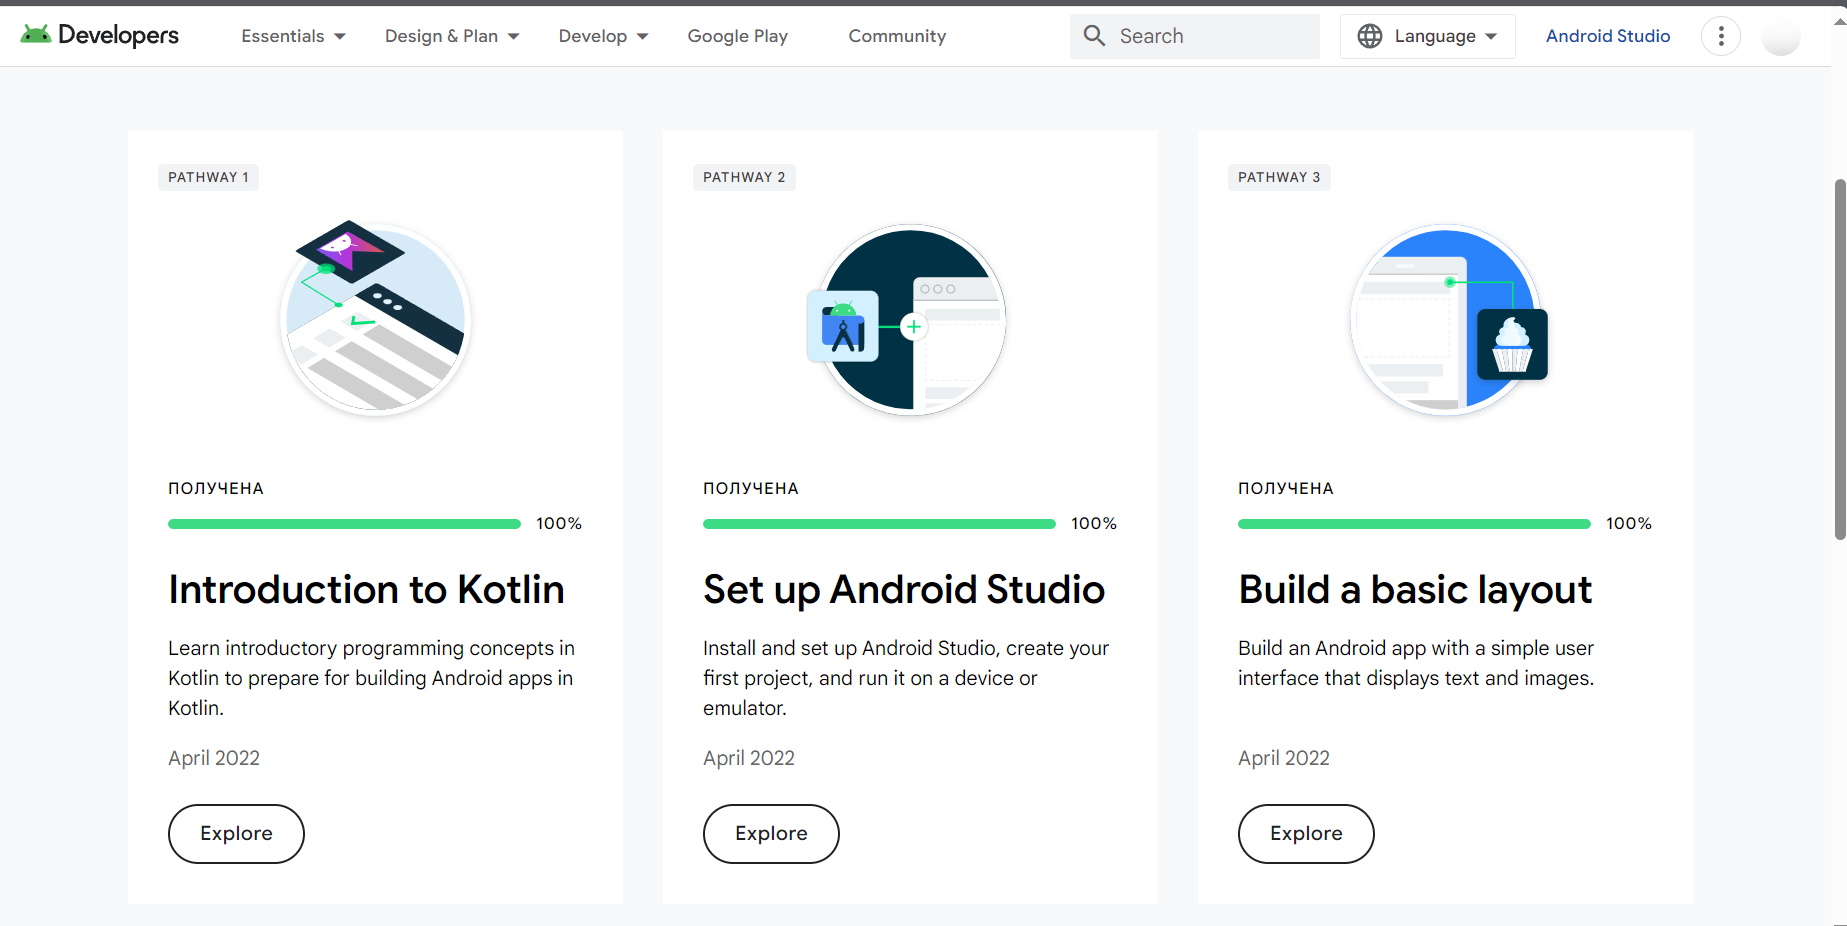 Developers Essentials Design & Plan Develop Google Play Community Search Language Android Studio
PATHWAY 1
ПОЛУЧЕНА
100%
Introduction to Kotlin
Learn introductory programming concepts in
Kotlin to prepare for building Android apps in
Kotlin.
April 2022
Explore
PATHWAY 2
ПОЛУЧЕНА
100%
Set up Android Studio
Install and set up Android Studio, create your
first project, and run it on a device or
emulator.
April 2022
Explore
PATHWAY 3
ПОЛУЧЕНА
100%
Build a basic layout
Build an Android app with a simple user
interface that displays text and images.
April 2022
Explore